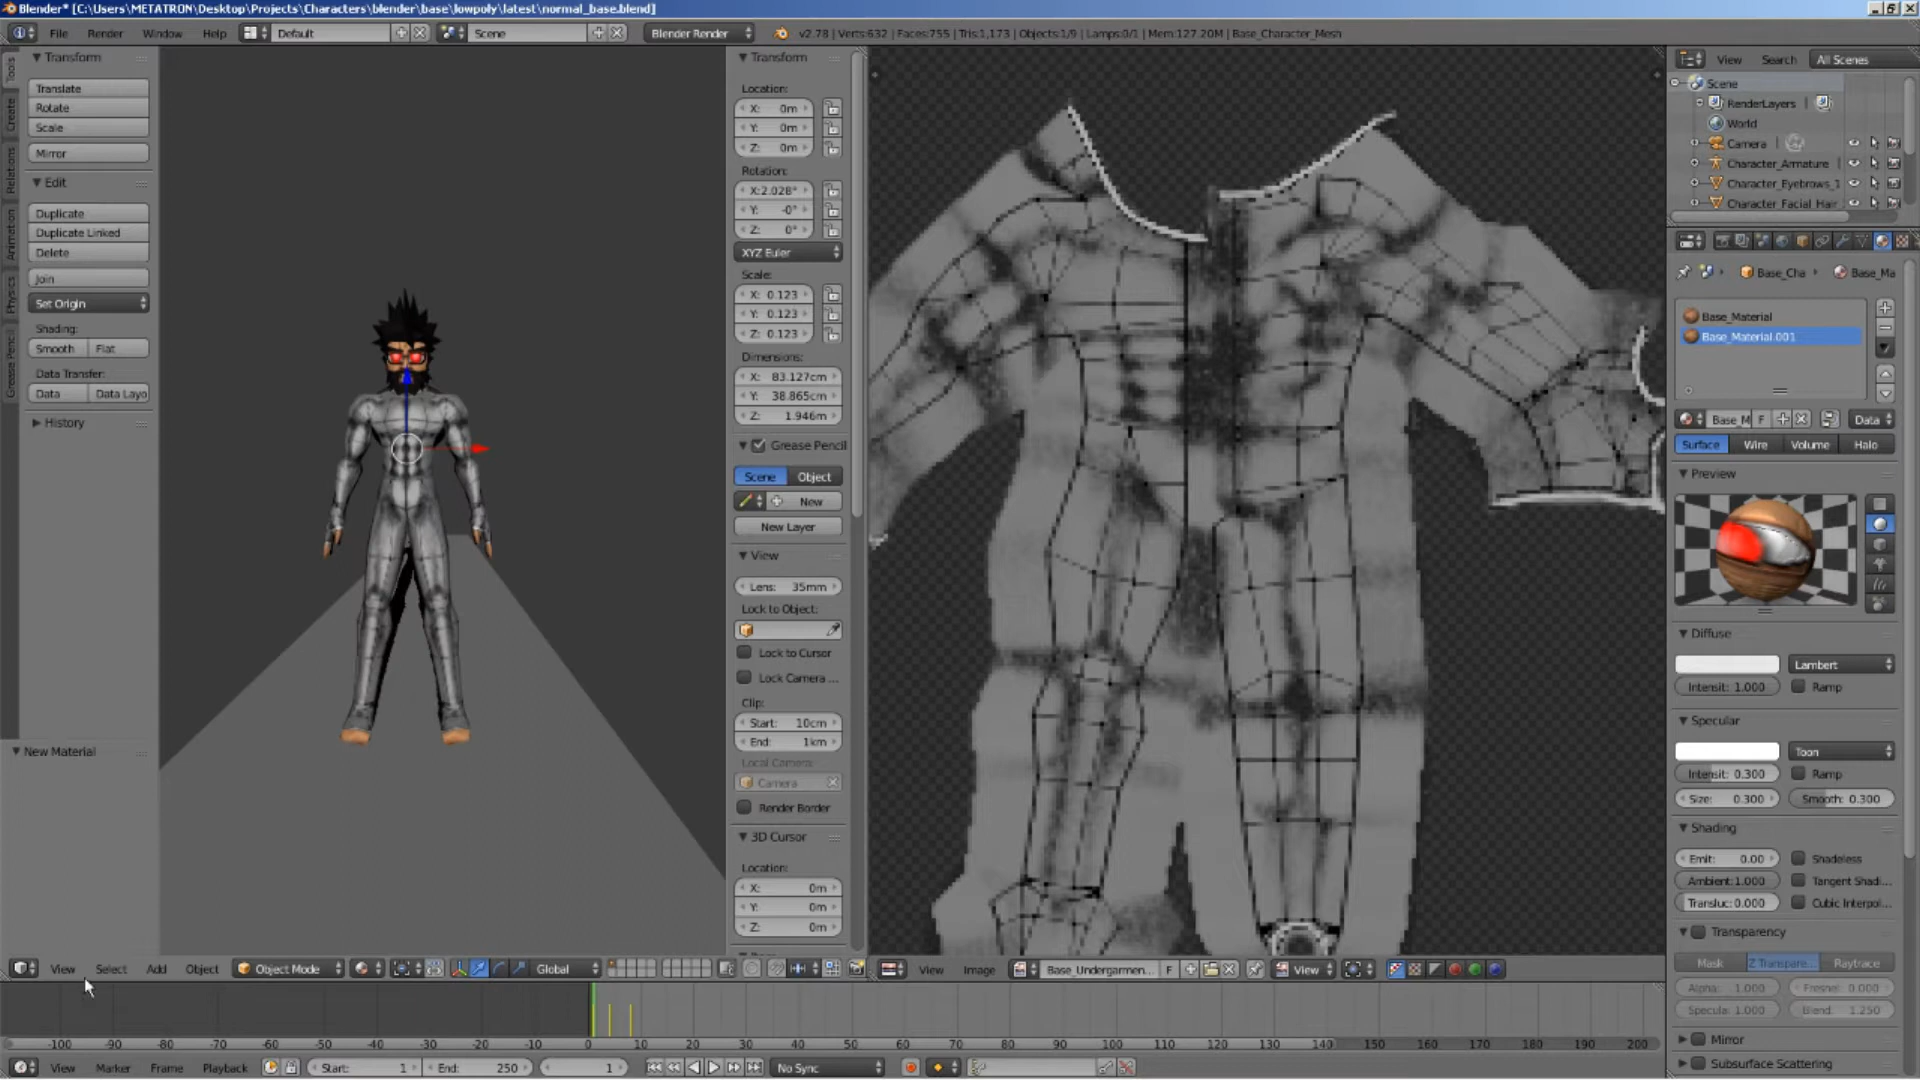 Blender* [C:\Users\METATRON\Desktop\Projects\Characters\blender\base\lowpoly\latest\normal_base.blend]
File Render Window Help Default Scene Blender Render v2.78 | Verts:632 | Faces:755 | Tris:1,173 | Objects:1/9 | Lamps:0/1 | Mem:127.20M | Base_Character_Mesh
Tools
Create
Relations
Animation
Physics
Grease Pencil
Transform
Translate
Rotate
Scale
Mirror
Edit
Duplicate
Duplicate Linked
Delete
Join
Set Origin
Shading:
Smooth Flat
Data Transfer:
Data Data Layo
History
New Material
Transform
Location:
X: 0m
Y: 0m
Z: 0m
Rotation:
X:2.028°
Y: -0°
Z: 0°
XYZ Euler
Scale:
X: 0.123
Y: 0.123
Z: 0.123
Dimensions:
X: 83.127cm
Y: 38.865cm
Z: 1.946m
Grease Pencil
Scene Object
New
New Layer
View
Lens: 35mm
Lock to Object:
Lock to Cursor
Lock Camera ...
Clip:
Start: 10cm
End: 1km
Local Camera:
Camera
Render Border
3D Cursor
Location:
X: 0m
Y: 0m
Z: 0m
View Search All Scenes
Scene
RenderLayers
World
Camera
Character_Armature
Character_Eyebrows_1
Character_Facial_Hair
Base_Cha Base_Ma
Base_Material
Base_Material.001
Base_M F Data
Surface Wire Volume Halo
Preview
Diffuse
Lambert
Intensit: 1.000 Ramp
Specular
Toon
Intensit: 0.300 Ramp
Size: 0.300 Smooth: 0.300
Shading
Emit: 0.00 Shadeless
Ambient:1.000 Tangent Shadi...
Transluc:0.000 Cubic Interpol...
Transparency
Mask Z Transpare... Raytrace
Alpha: 1.000 Fresnel: 0.000
Specula: 1.000 Blend: 1.250
Mirror
Subsurface Scattering
View Select Add Object Object Mode Global
View Image Base_Undergarmen... F View
-100 -90 -80 -70 -60 -50 -40 -30 -20 -10 0 10 20 30 40 50 60 70 80 90 100 110 120 130 140 150 160 170 180 190 200
View Marker Frame Playback Start: 1 End: 250 1 No Sync